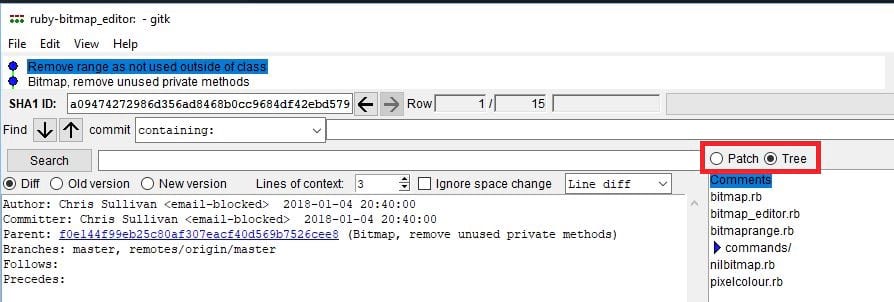 ruby-bitmap_editor: - gitk
File Edit View Help
Remove range as not used outside of class
Bitmap, remove unused private methods
SHA1 ID: a09474272986d356ad8468b0cc9684df42ebd579 Row 1 / 15
Find commit containing:
Search
Patch Tree
Diff Old version New version Lines of context: 3 Ignore space change Line diff
Author: Chris Sullivan <email-blocked> 2018-01-04 20:40:00
Committer: Chris Sullivan <email-blocked> 2018-01-04 20:40:00
Parent: f0e144f99eb25c80af307eacf40d569b7526cee8 (Bitmap, remove unused private methods)
Branches: master, remotes/origin/master
Follows:
Precedes:
Comments
bitmap.rb
bitmap_editor.rb
bitmaprange.rb
commands/
nilbitmap.rb
pixelcolour.rb